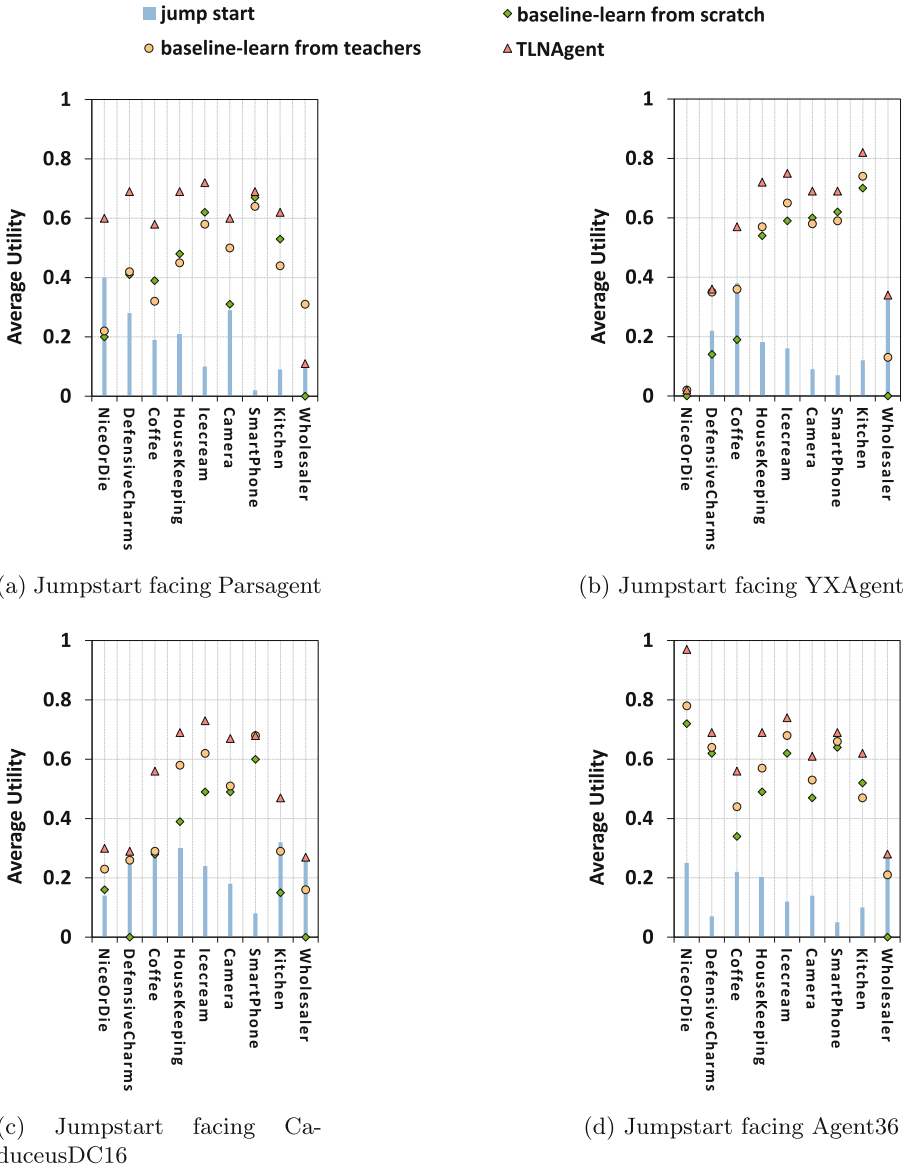 jump start
baseline-learn from scratch
baseline-learn from teachers
TLNAgent
1
0.8
0.6
0.4
0.2
0
Average Utility
NiceOrDie
DefensiveCharms
Coffee
HouseKeeping
Icecream
Camera
SmartPhone
Kitchen
Wholesaler
(a) Jumpstart facing Parsagent
1
0.8
0.6
0.4
0.2
0
Average Utility
NiceOrDie
DefensiveCharms
Coffee
HouseKeeping
Icecream
Camera
SmartPhone
Kitchen
Wholesaler
(b) Jumpstart facing YXAgent
1
0.8
0.6
0.4
0.2
0
Average Utility
NiceOrDie
DefensiveCharms
Coffee
HouseKeeping
Icecream
Camera
SmartPhone
Kitchen
Wholesaler
(c) Jumpstart facing Ca-
duceusDC16
1
0.8
0.6
0.4
0.2
0
Average Utility
NiceOrDie
DefensiveCharms
Coffee
HouseKeeping
Icecream
Camera
SmartPhone
Kitchen
Wholesaler
(d) Jumpstart facing Agent36